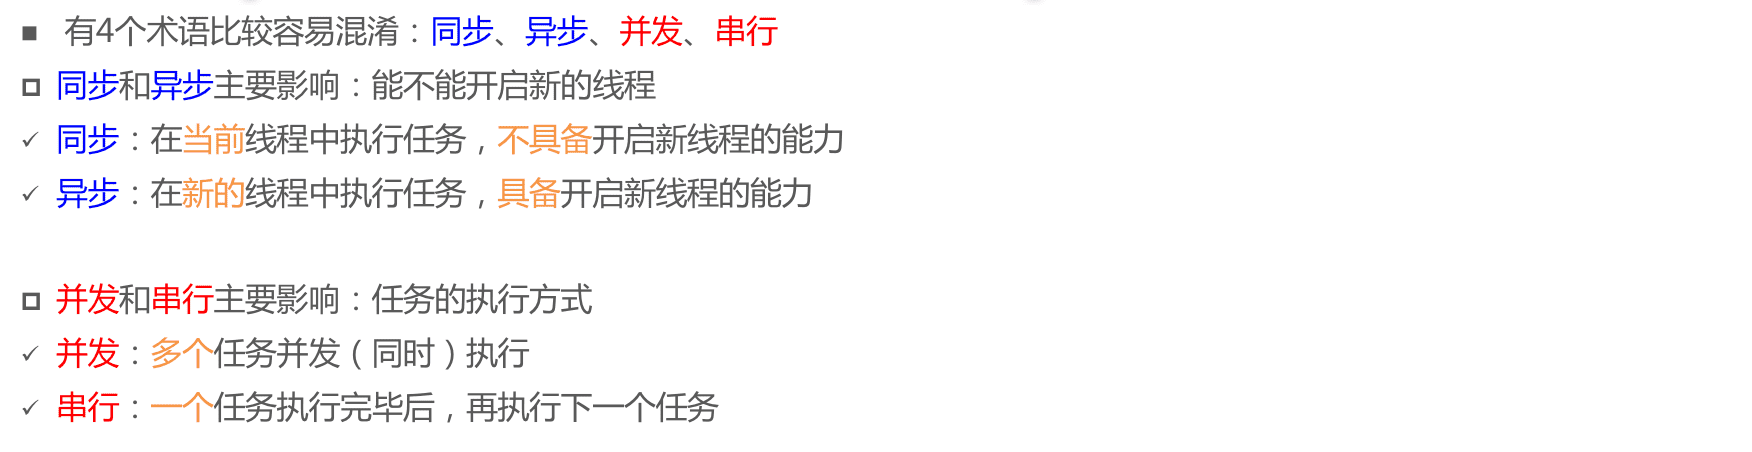 有4个术语比较容易混淆：同步、异步、并发、串行
同步和异步主要影响：能不能开启新的线程
同步：在当前线程中执行任务，不具备开启新线程的能力
异步：在新的线程中执行任务，具备开启新线程的能力
并发和串行主要影响：任务的执行方式
并发：多个任务并发（同时）执行
串行：一个任务执行完毕后，再执行下一个任务